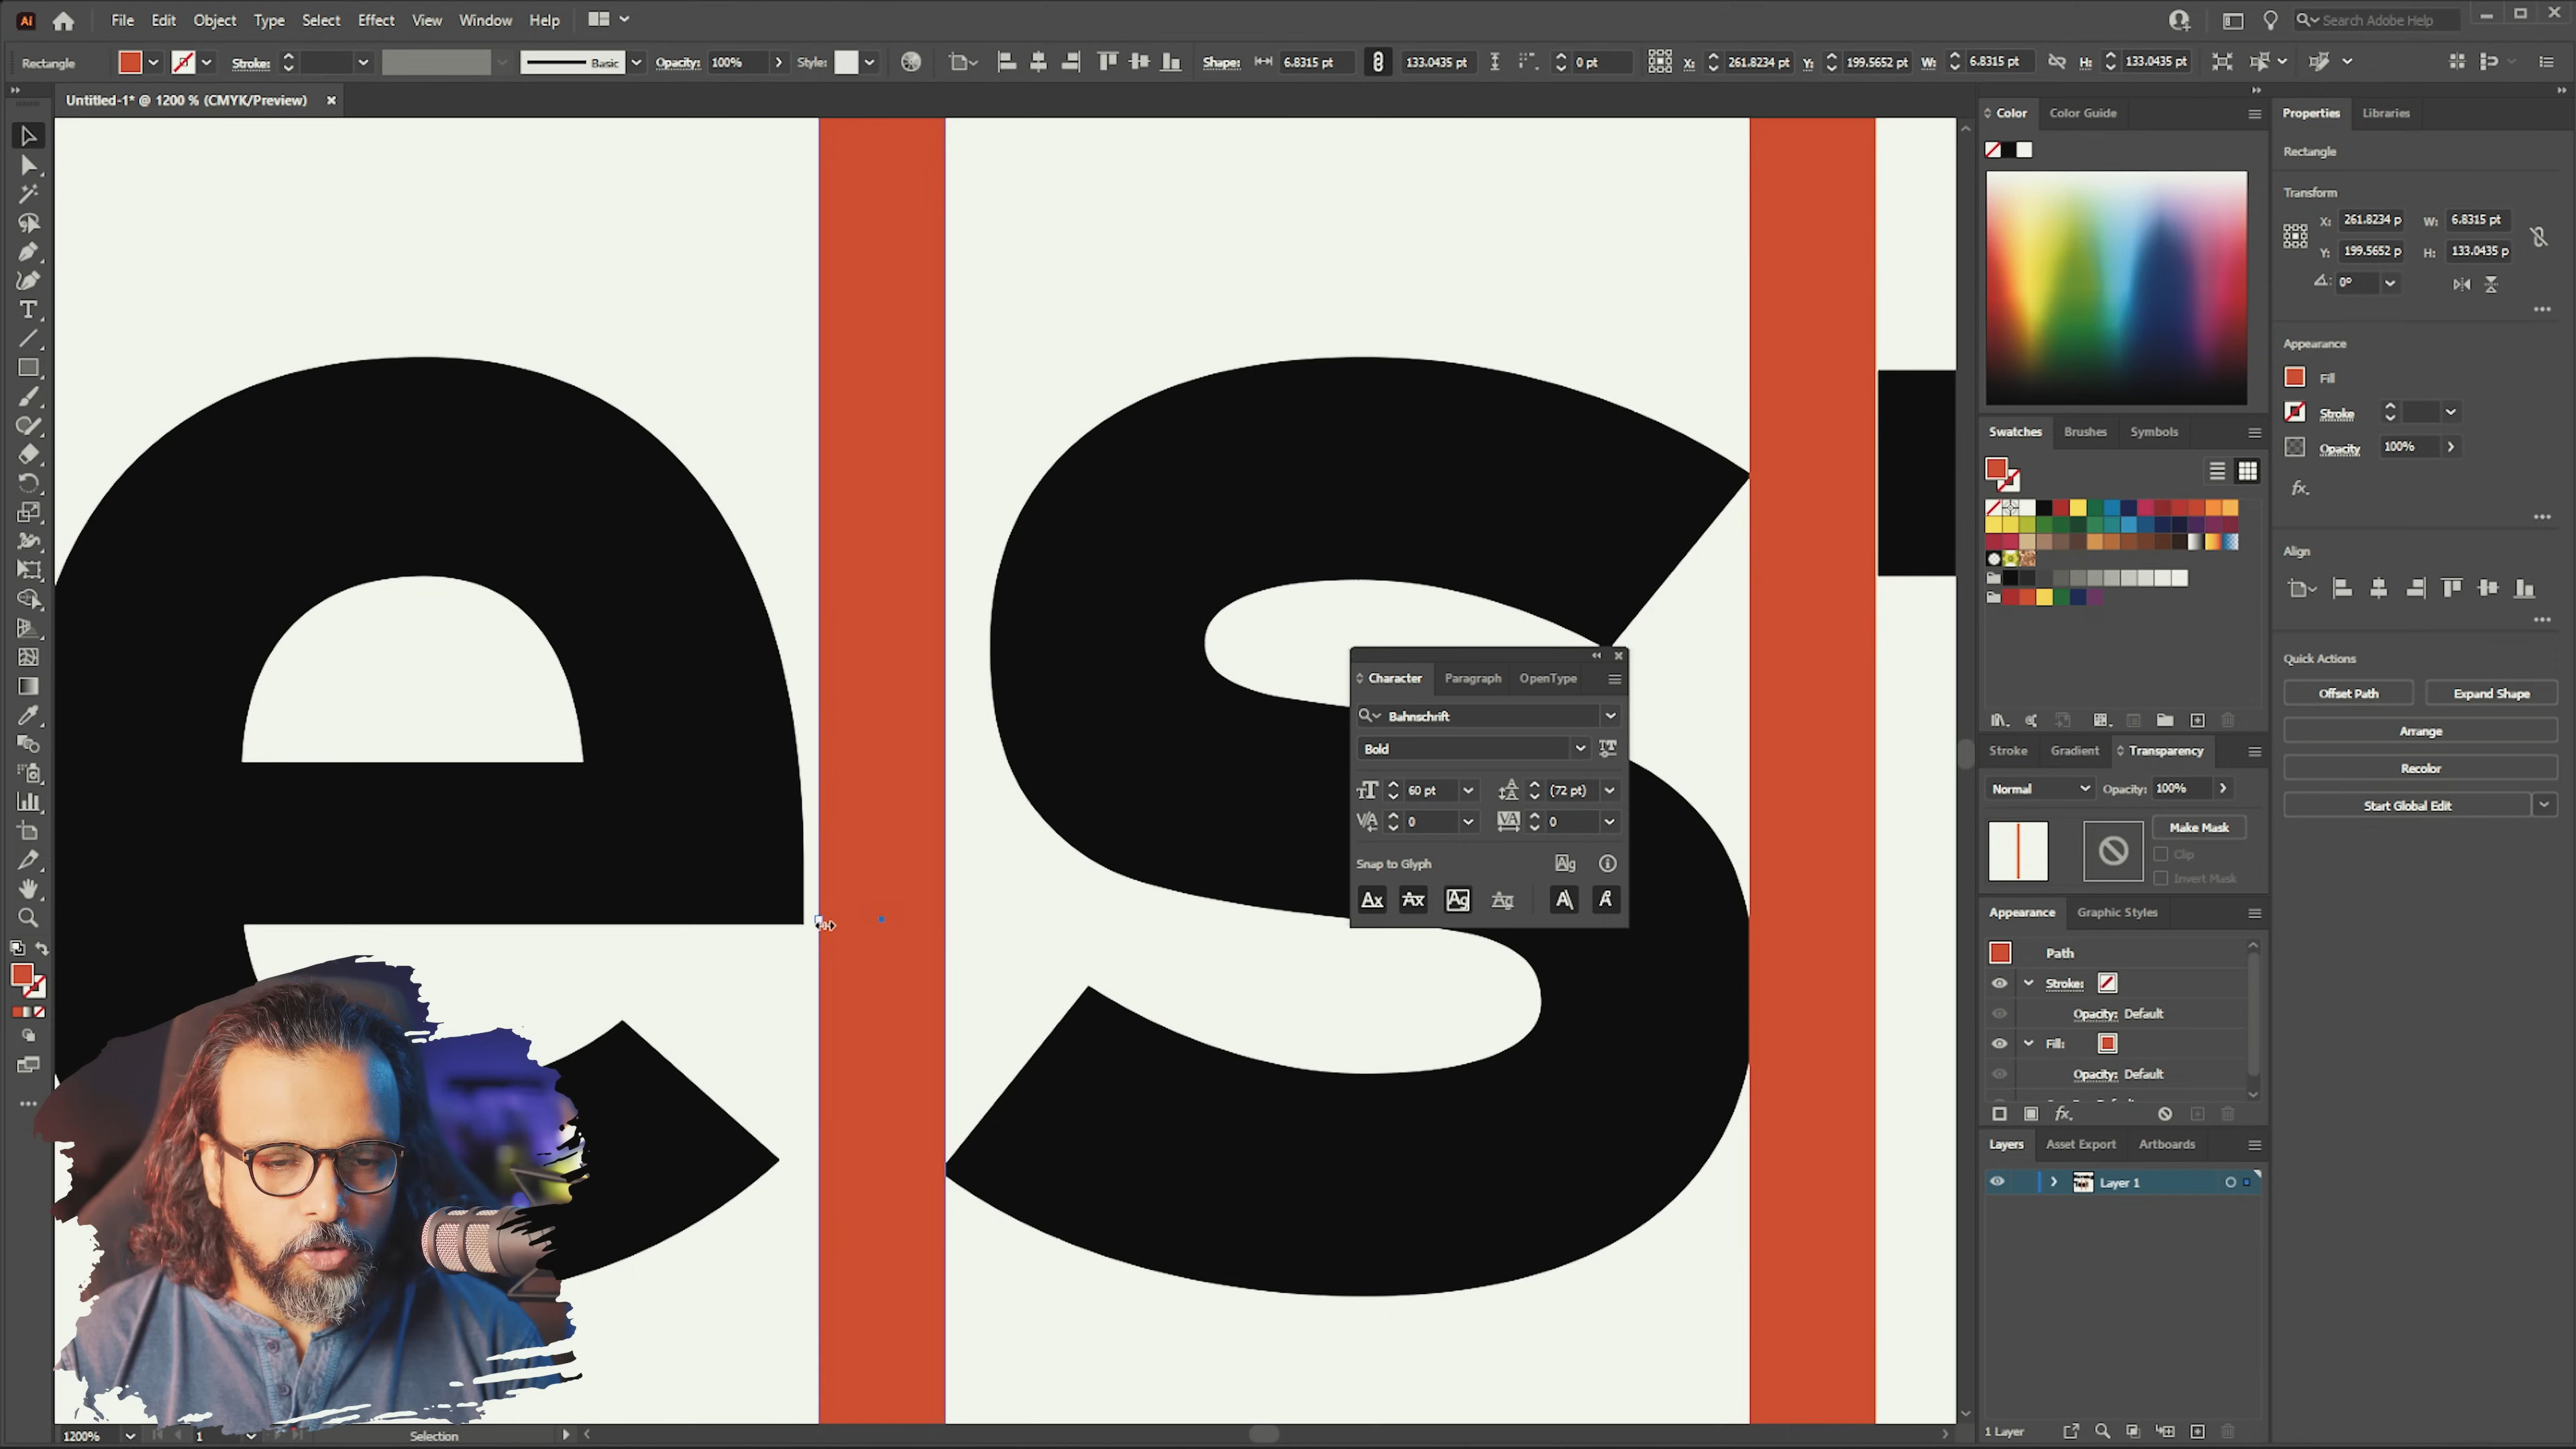 Ai File Edit Object Type Select Effect View Window Help Search Adobe Help
Rectangle Stroke: Basic Opacity: 100% Style: Shape: 6.8315 pt 133.0435 pt 0 pt X: 261.8234 pt Y: 199.5652 pt W: 6.8315 pt H: 133.0435 pt
Untitled-1* @ 1200 % (CMYK/Preview)
es
Character Paragraph OpenType
Bahnschrift
Bold
60 pt (72 pt)
0 0
Snap to Glyph
Color Color Guide
Swatches Brushes Symbols
Stroke Gradient Transparency
Normal Opacity: 100%
Make Mask
Clip
Invert Mask
Appearance Graphic Styles
Path
Stroke:
Opacity: Default
Fill:
Opacity: Default
Layers Asset Export Artboards
Layer 1
1 Layer
Properties Libraries
Rectangle
Transform
X: 261.8234 p W: 6.8315 pt
Y: 199.5652 p H: 133.0435 p
0°
Appearance
Fill
Stroke
Opacity 100%
fx
Align
Quick Actions
Offset Path Expand Shape
Arrange
Recolor
Start Global Edit
1200% 1 Selection